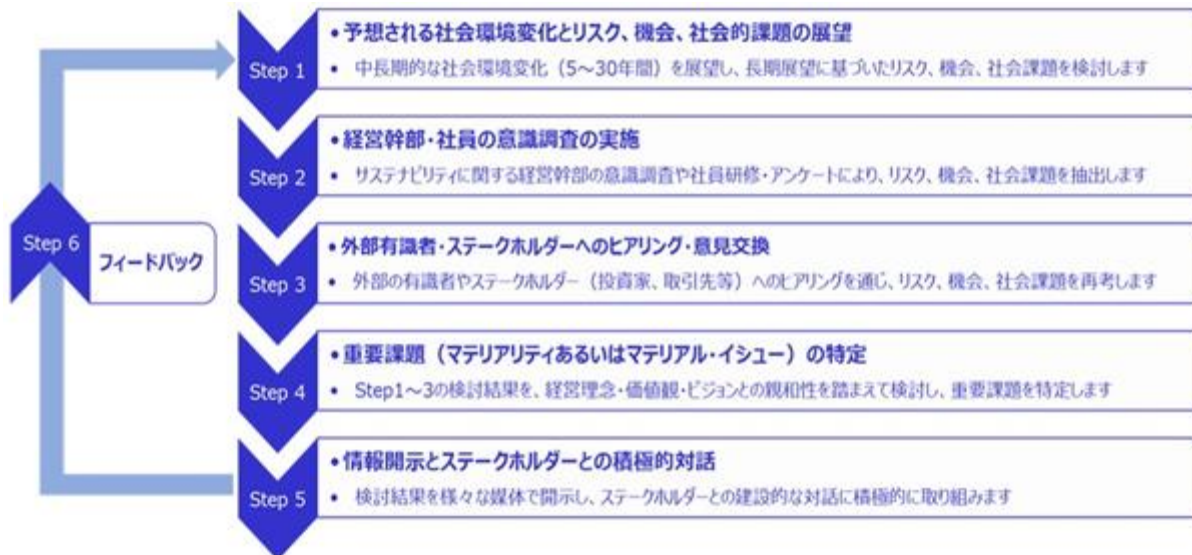 Step 1
• 予想される社会環境変化とリスク、機会、社会的課題の展望
• 中長期的な社会環境変化（5～30年間）を展望し、長期展望に基づいたリスク、機会、社会課題を検討します
Step 2
• 経営幹部・社員の意識調査の実施
• サステナビリティに関する経営幹部の意識調査や社員研修・アンケートにより、リスク、機会、社会課題を抽出します
Step 3
• 外部有識者・ステークホルダーへのヒアリング・意見交換
• 外部の有識者やステークホルダー（投資家、取引先等）へのヒアリングを通じ、リスク、機会、社会課題を再考します
Step 4
• 重要課題（マテリアリティあるいはマテリアル・イシュー）の特定
• Step1～3の検討結果を、経営理念・価値観・ビジョンとの親和性を踏まえて検討し、重要課題を特定します
Step 5
• 情報開示とステークホルダーとの積極的対話
• 検討結果を様々な媒体で開示し、ステークホルダーとの建設的な対話に積極的に取り組みます
Step 6
フィードバック